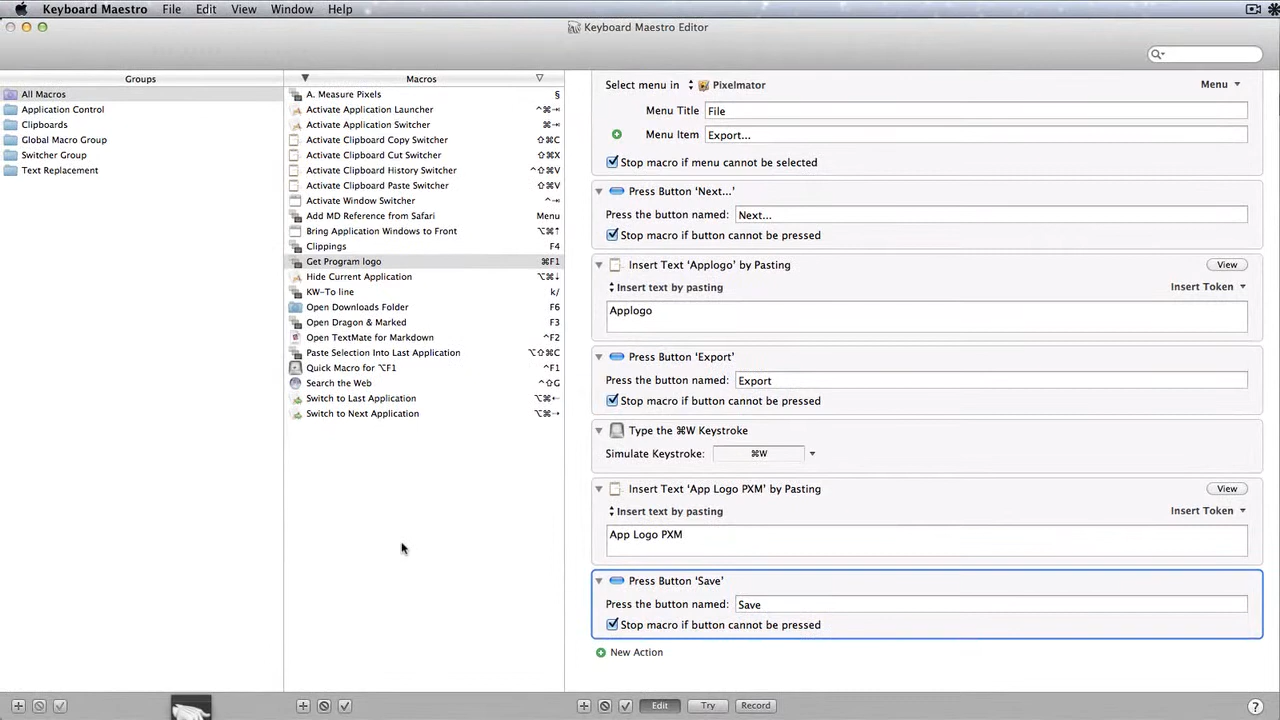 Keyboard Maestro File Edit View Window Help
Keyboard Maestro Editor
Groups
All Macros
Application Control
Clipboards
Global Macro Group
Switcher Group
Text Replacement
Macros
A. Measure Pixels §
Activate Application Launcher ^⌘⇥
Activate Application Switcher ⌘⇥
Activate Clipboard Copy Switcher ⇧⌘C
Activate Clipboard Cut Switcher ⇧⌘X
Activate Clipboard History Switcher ^⇧⌘V
Activate Clipboard Paste Switcher ⇧⌘V
Activate Window Switcher ^⇥
Add MD Reference from Safari Menu
Bring Application Windows to Front ⌥⌘↑
Clippings F4
Get Program logo ⌘F1
Hide Current Application ⌥⌘↓
KW-To line k/
Open Downloads Folder F6
Open Dragon & Marked F3
Open TextMate for Markdown ^F2
Paste Selection Into Last Application ⌥⇧⌘C
Quick Macro for ⌥F1 ^F1
Search the Web ^⇧G
Switch to Last Application ⌥⌘←
Switch to Next Application ⌥⌘→
Select menu in Pixelmator Menu
Menu Title File
Menu Item Export...
Stop macro if menu cannot be selected
Press Button ‘Next...’
Press the button named: Next...
Stop macro if button cannot be pressed
Insert Text ‘Applogo’ by Pasting View
Insert text by pasting Insert Token
Applogo
Press Button ‘Export’
Press the button named: Export
Stop macro if button cannot be pressed
Type the ⌘W Keystroke
Simulate Keystroke: ⌘W
Insert Text ‘App Logo PXM’ by Pasting View
Insert text by pasting Insert Token
App Logo PXM
Press Button ‘Save’
Press the button named: Save
Stop macro if button cannot be pressed
New Action
Edit Try Record ?